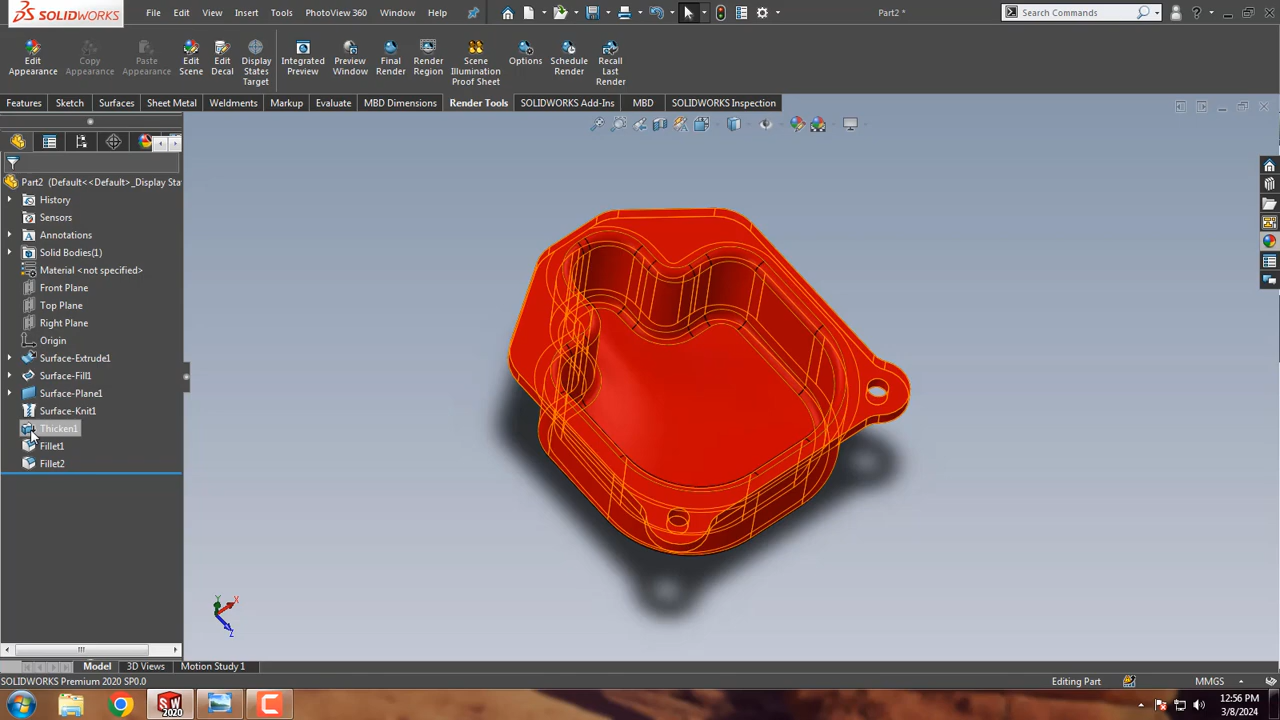 SOLIDWORKS
File Edit View Insert Tools PhotoView 360 Window Help
Part2 *
Search Commands
Edit Appearance
Copy Appearance
Paste Appearance
Edit Scene
Edit Decal
Display States Target
Integrated Preview
Preview Window
Final Render
Render Region
Scene Illumination Proof Sheet
Options
Schedule Render
Recall Last Render
Features Sketch Surfaces Sheet Metal Weldments Markup Evaluate MBD Dimensions Render Tools SOLIDWORKS Add-Ins MBD SOLIDWORKS Inspection
Part2 (Default<<Default>_Display Sta
History
Sensors
Annotations
Solid Bodies(1)
Material <not specified>
Front Plane
Top Plane
Right Plane
Origin
Surface-Extrude1
Surface-Fill1
Surface-Plane1
Surface-Knit1
Thicken1
Fillet1
Fillet2
Y X Z
Model 3D Views Motion Study 1
SOLIDWORKS Premium 2020 SP0.0
Editing Part
MMGS
SW 2020
12:56 PM
3/8/2024